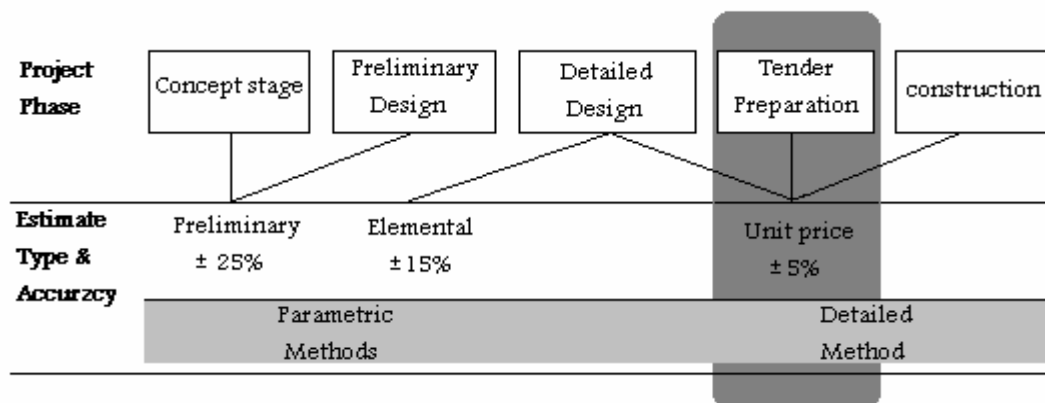 Project
Phase
Concept stage
Preliminary
Design
Detailed
Design
Tender
Preparation
construction
Estimate
Type &
Accurzcy
Preliminary
± 25%
Elemental
±15%
Unit price
±5%
Parametric
Methods
Detailed
Method